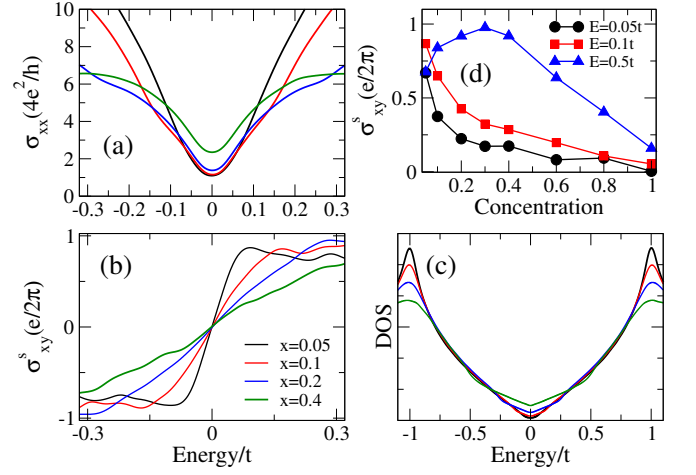 σxx(4e²/h)
10
8
6
4
2
0
(a)
-0.3 -0.2 -0.1 0 0.1 0.2 0.3
σˢxy(e/2π)
1
0.5
0
(d)
E=0.05t
E=0.1t
E=0.5t
0.2 0.4 0.6 0.8 1
Concentration
σˢxy(e/2π)
1
0
-1
(b)
x=0.05
x=0.1
x=0.2
x=0.4
-0.3 0 0.3
Energy/t
DOS
(c)
-1 -0.5 0 0.5 1
Energy/t